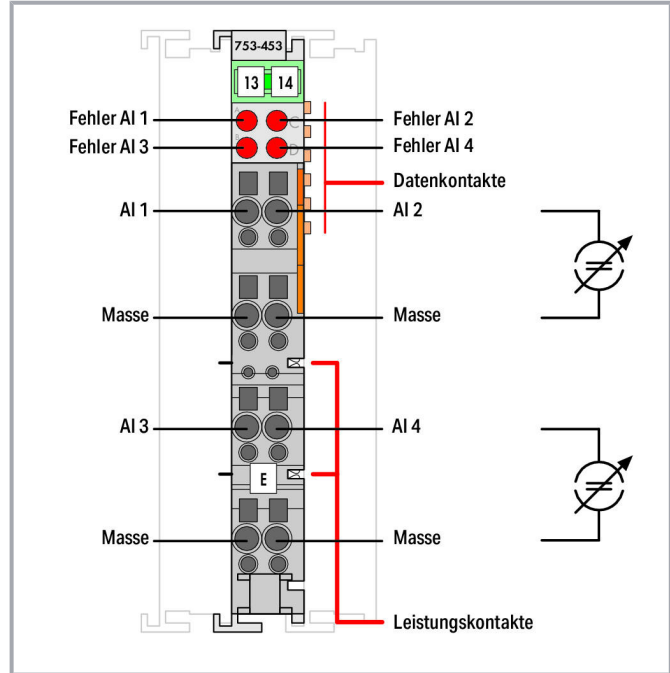 753-453
13 14
A C
Fehler AI 1 Fehler AI 2
B D
Fehler AI 3 Fehler AI 4
Datenkontakte
AI 1 AI 2
Masse Masse
AI 3 AI 4
E
Masse Masse
Leistungskontakte